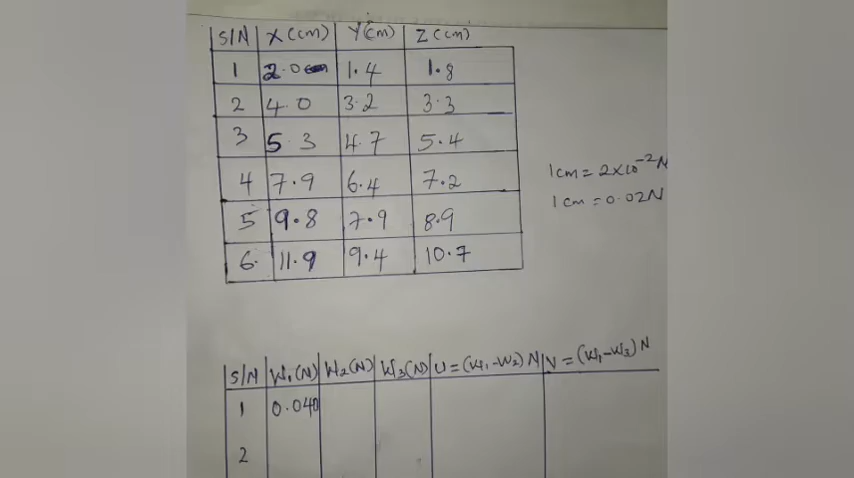 S/N X(cm) Y(cm) Z(cm)
1 2.0 1.4 1.8
2 4.0 3.2 3.3
3 5.3 4.7 5.4
4 7.9 6.4 7.2
5 9.8 7.9 8.9
6. 11.9 9.4 10.7
1cm = 2x10⁻²N
1cm = 0.02N
S/N W₁(N) W₂(N) W₃(N) U=(W₁-W₂)N V=(W₁-W₃)N
1 0.040
2